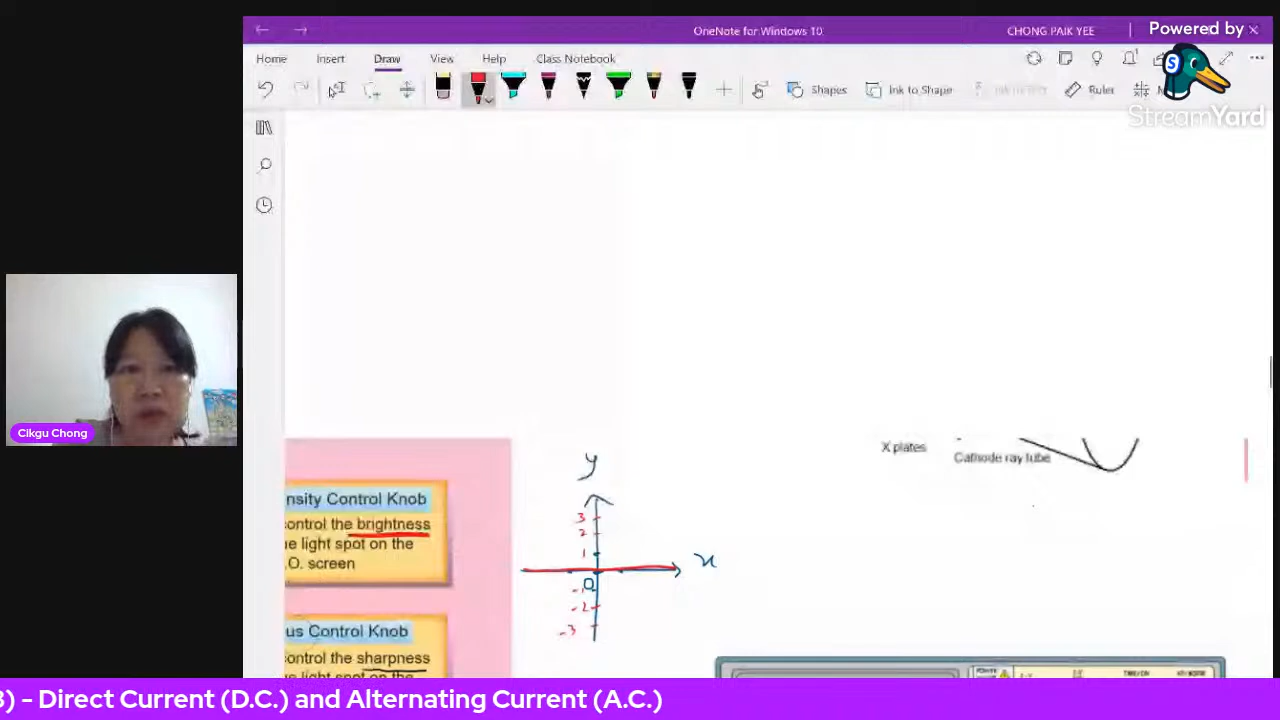 OneNote for Windows 10
CHONG PAIK YEE
Powered by
StreamYard
Home
Insert
Draw
View
Help
Class Notebook
Shapes
Ink to Shape
Ruler
Cikgu Chong
X plates
Cathode ray tube
nsity Control Knob
control the brightness
e light spot on the
.O. screen
us Control Knob
control the sharpness
y
3
2
1
x
0
-1
-2
-3
3) – Direct Current (D.C.) and Alternating Current (A.C.)